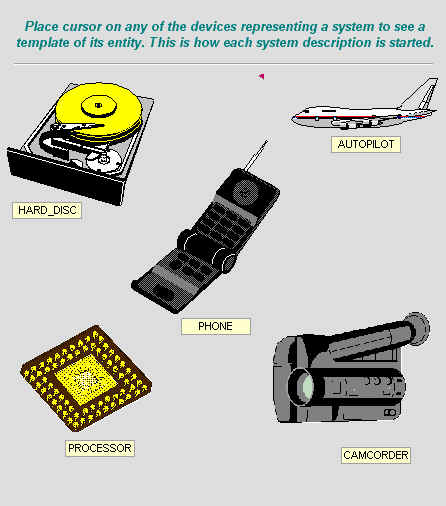 Place cursor on any of the devices representing a system to see a
template of its entity. This is how each system description is started.
AUTOPILOT
HARD_DISC
PHONE
PROCESSOR
CAMCORDER